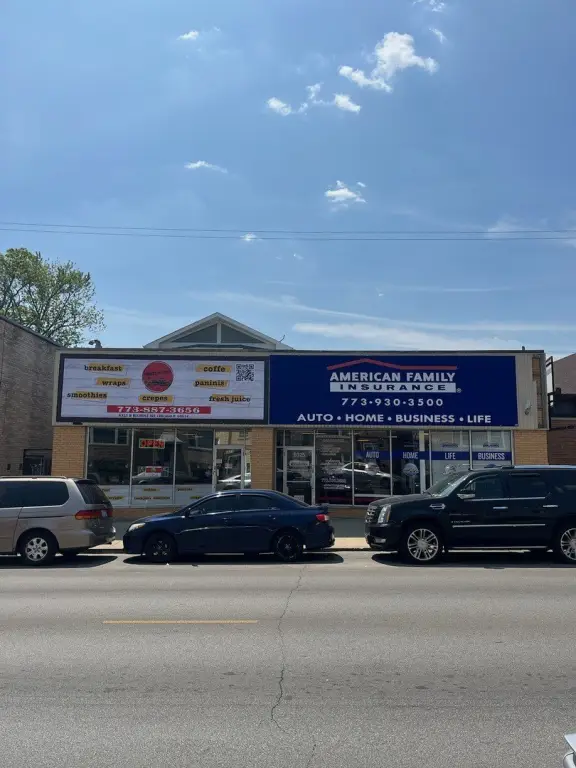 breakfast
coffe
wraps
paninis
smoothies
crepes
fresh juice
773-887-3656
OPEN
AMERICAN FAMILY
INSURANCE
773-930-3500
AUTO • HOME • BUSINESS • LIFE
AUTO HOME LIFE BUSINESS